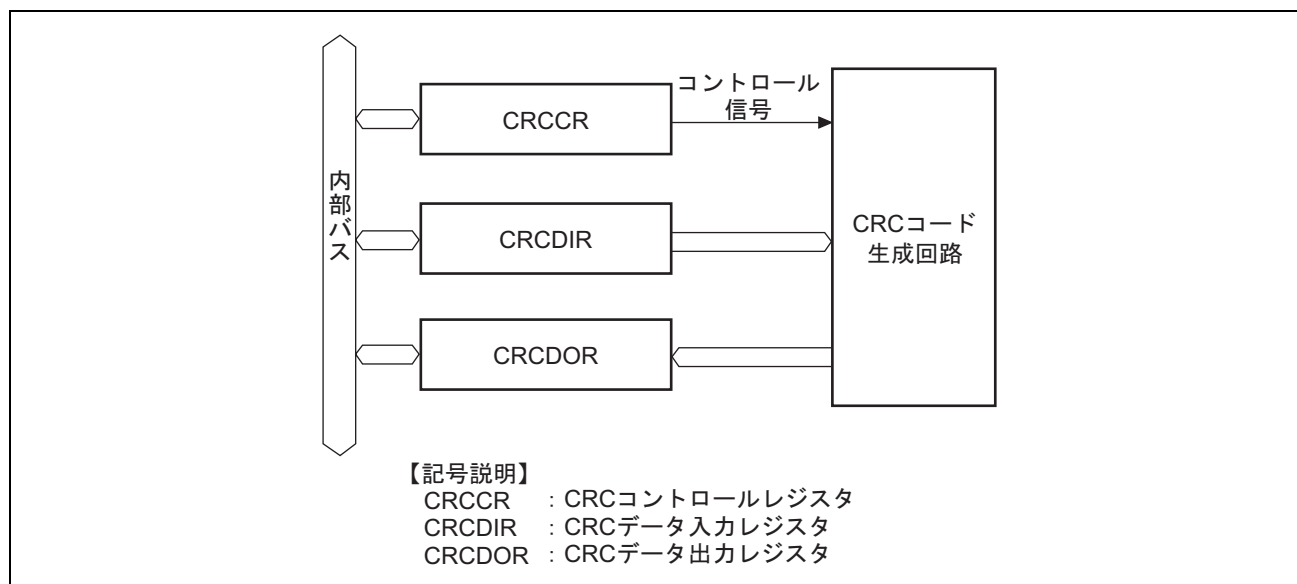 コントロール
信号
CRCCR
内部バス
CRCDIR
CRCコード
生成回路
CRCDOR
【記号説明】
CRCCR ：CRCコントロールレジスタ
CRCDIR ：CRCデータ入力レジスタ
CRCDOR ：CRCデータ出力レジスタ